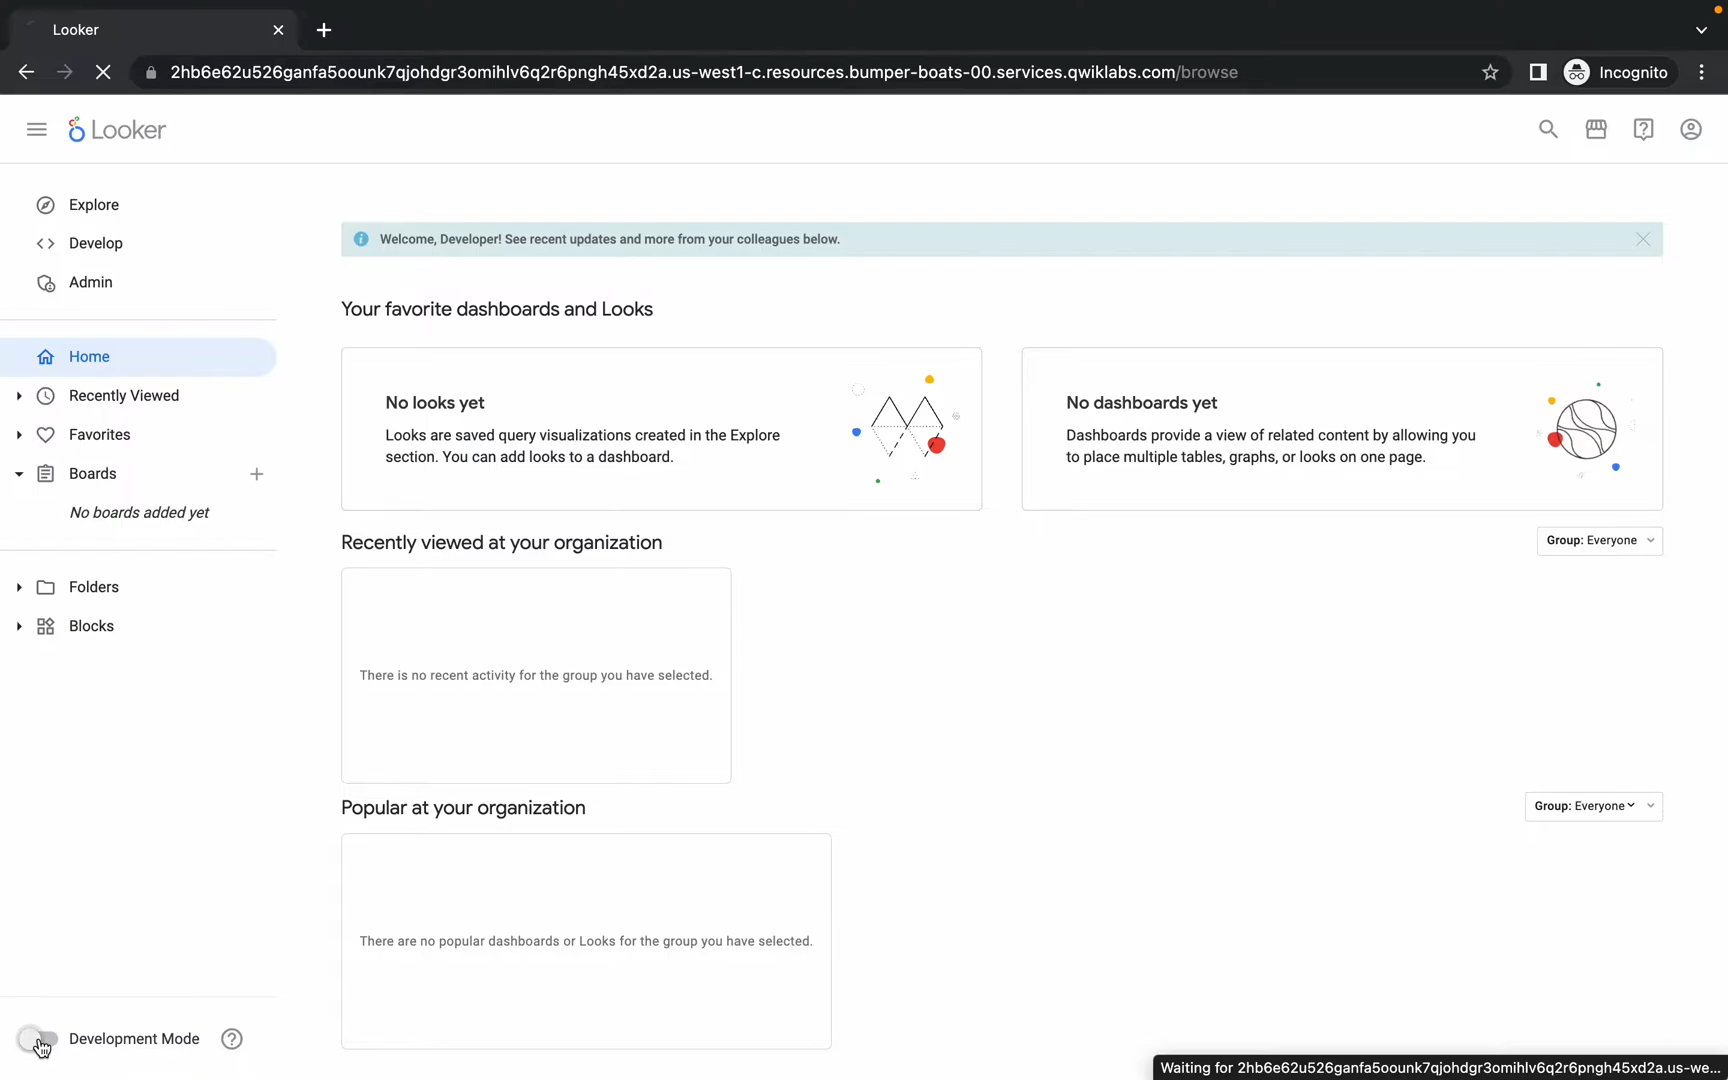 Looker
2hb6e62u526ganfa5oounk7qjohdgr3omihlv6q2r6pngh45xd2a.us-west1-c.resources.bumper-boats-00.services.qwiklabs.com/browse
Incognito
Looker
Explore
Develop
Admin
Home
Recently Viewed
Favorites
Boards
No boards added yet
Folders
Blocks
Development Mode
Welcome, Developer! See recent updates and more from your colleagues below.
Your favorite dashboards and Looks
No looks yet
Looks are saved query visualizations created in the Explore
section. You can add looks to a dashboard.
No dashboards yet
Dashboards provide a view of related content by allowing you
to place multiple tables, graphs, or looks on one page.
Recently viewed at your organization
Group: Everyone
There is no recent activity for the group you have selected.
Popular at your organization
Group: Everyone
There are no popular dashboards or Looks for the group you have selected.
Waiting for 2hb6e62u526ganfa5oounk7qjohdgr3omihlv6q2r6pngh45xd2a.us-we...